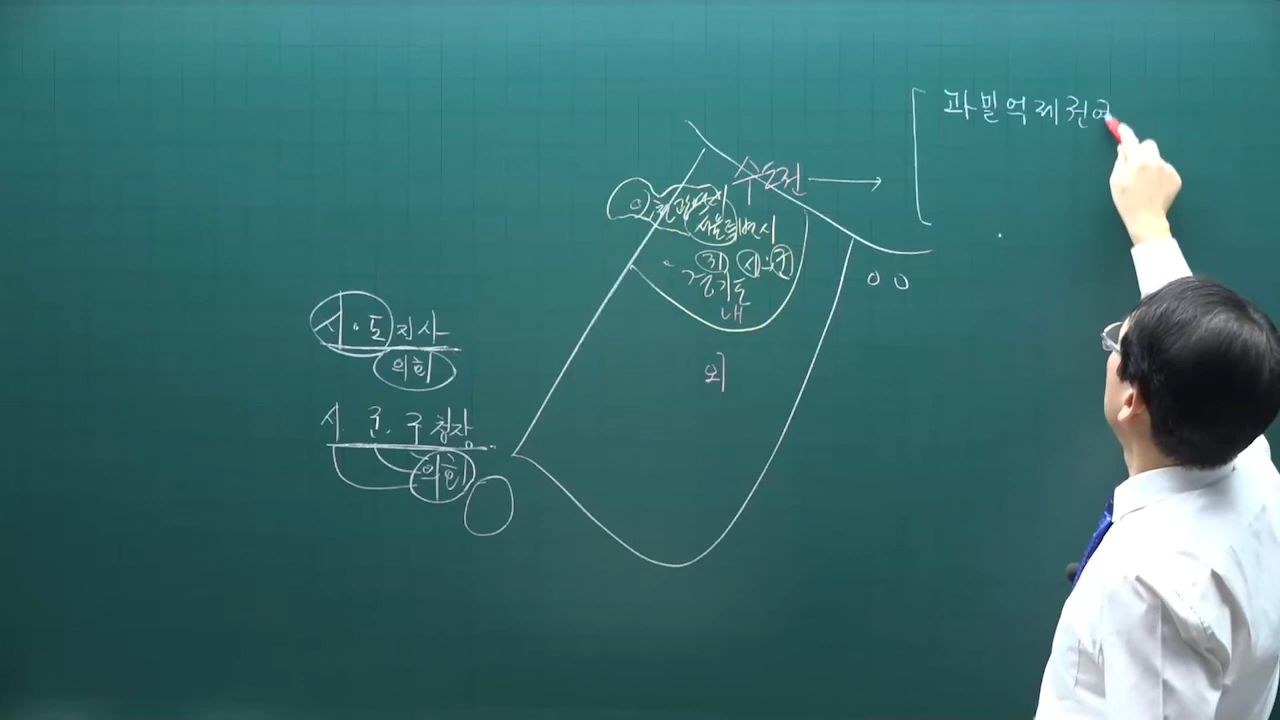 과밀억제권역
수도권
서울특별시
경기도
내
외
시·도지사
의회
시 군 구청장
의회